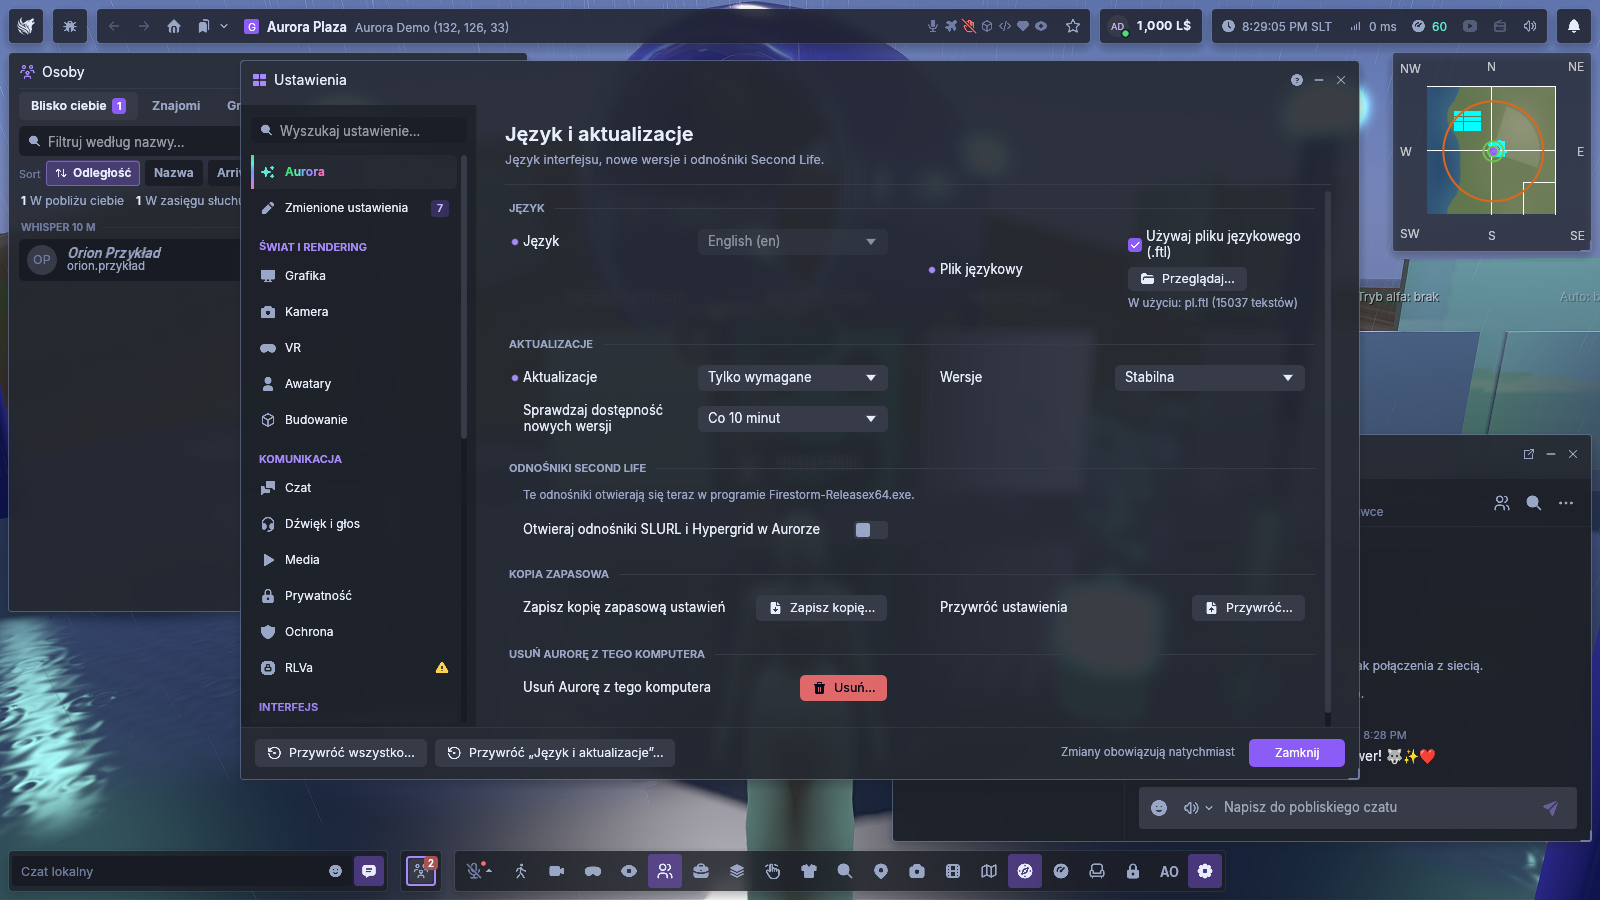 Aurora Plaza Aurora Demo (132, 126, 33)
AD 1,000 L$
8:29:05 PM SLT 0 ms 60
Osoby
Blisko ciebie 1 Znajomi
Filtruj według nazwy...
Sort Odległość Nazwa
1 W pobliżu ciebie 1 W zasięgu słuchu
WHISPER 10 M
OP Orion Przykład
orion.przykład
Ustawienia
Wyszukaj ustawienie...
Aurora
Zmienione ustawienia 7
ŚWIAT I RENDERING
Grafika
Kamera
VR
Awatary
Budowanie
KOMUNIKACJA
Czat
Dźwięk i głos
Media
Prywatność
Ochrona
RLVa
INTERFEJS
Język i aktualizacje
Język interfejsu, nowe wersje i odnośniki Second Life.
JĘZYK
Język English (en)
Plik językowy
Używaj pliku językowego
(.ftl)
Przeglądaj...
W użyciu: pl.ftl (15037 tekstów)
AKTUALIZACJE
Aktualizacje Tylko wymagane Wersje Stabilna
Sprawdzaj dostępność
nowych wersji
Co 10 minut
ODNOŚNIKI SECOND LIFE
Te odnośniki otwierają się teraz w programie Firestorm-Releasex64.exe.
Otwieraj odnośniki SLURL i Hypergrid w Aurorze
KOPIA ZAPASOWA
Zapisz kopię zapasową ustawień Zapisz kopię... Przywróć ustawienia Przywróć...
USUŃ AURORĘ Z TEGO KOMPUTERA
Usuń Aurorę z tego komputera Usuń...
Przywróć wszystko... Przywróć „Język i aktualizacje”... Zmiany obowiązują natychmiast Zamknij
NW N NE
W E
SW S SE
Tryb alfa: brak Auto:
wce
ak połączenia z siecią.
8:28 PM
wer! 🐺✨❤️
Napisz do pobliskiego czatu
Czat lokalny
2
AO